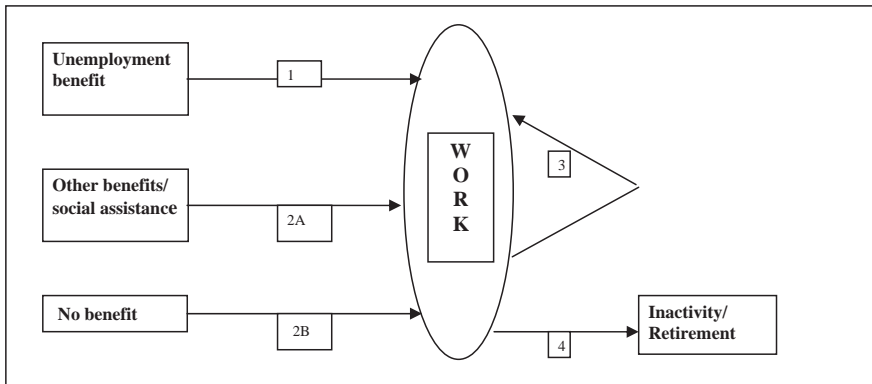 Unemployment
benefit
1
W
O
R
K
3
Other benefits/
social assistance
2A
No benefit
2B
4
Inactivity/
Retirement